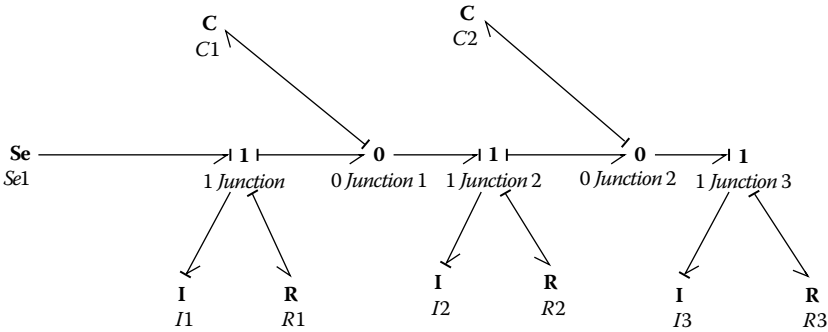 C
C1
C
C2
Se 1 0 1 0 1
Se1 1 Junction 0 Junction 1 1 Junction 2 0 Junction 2 1 Junction 3
I R I R I R
I1 R1 I2 R2 I3 R3